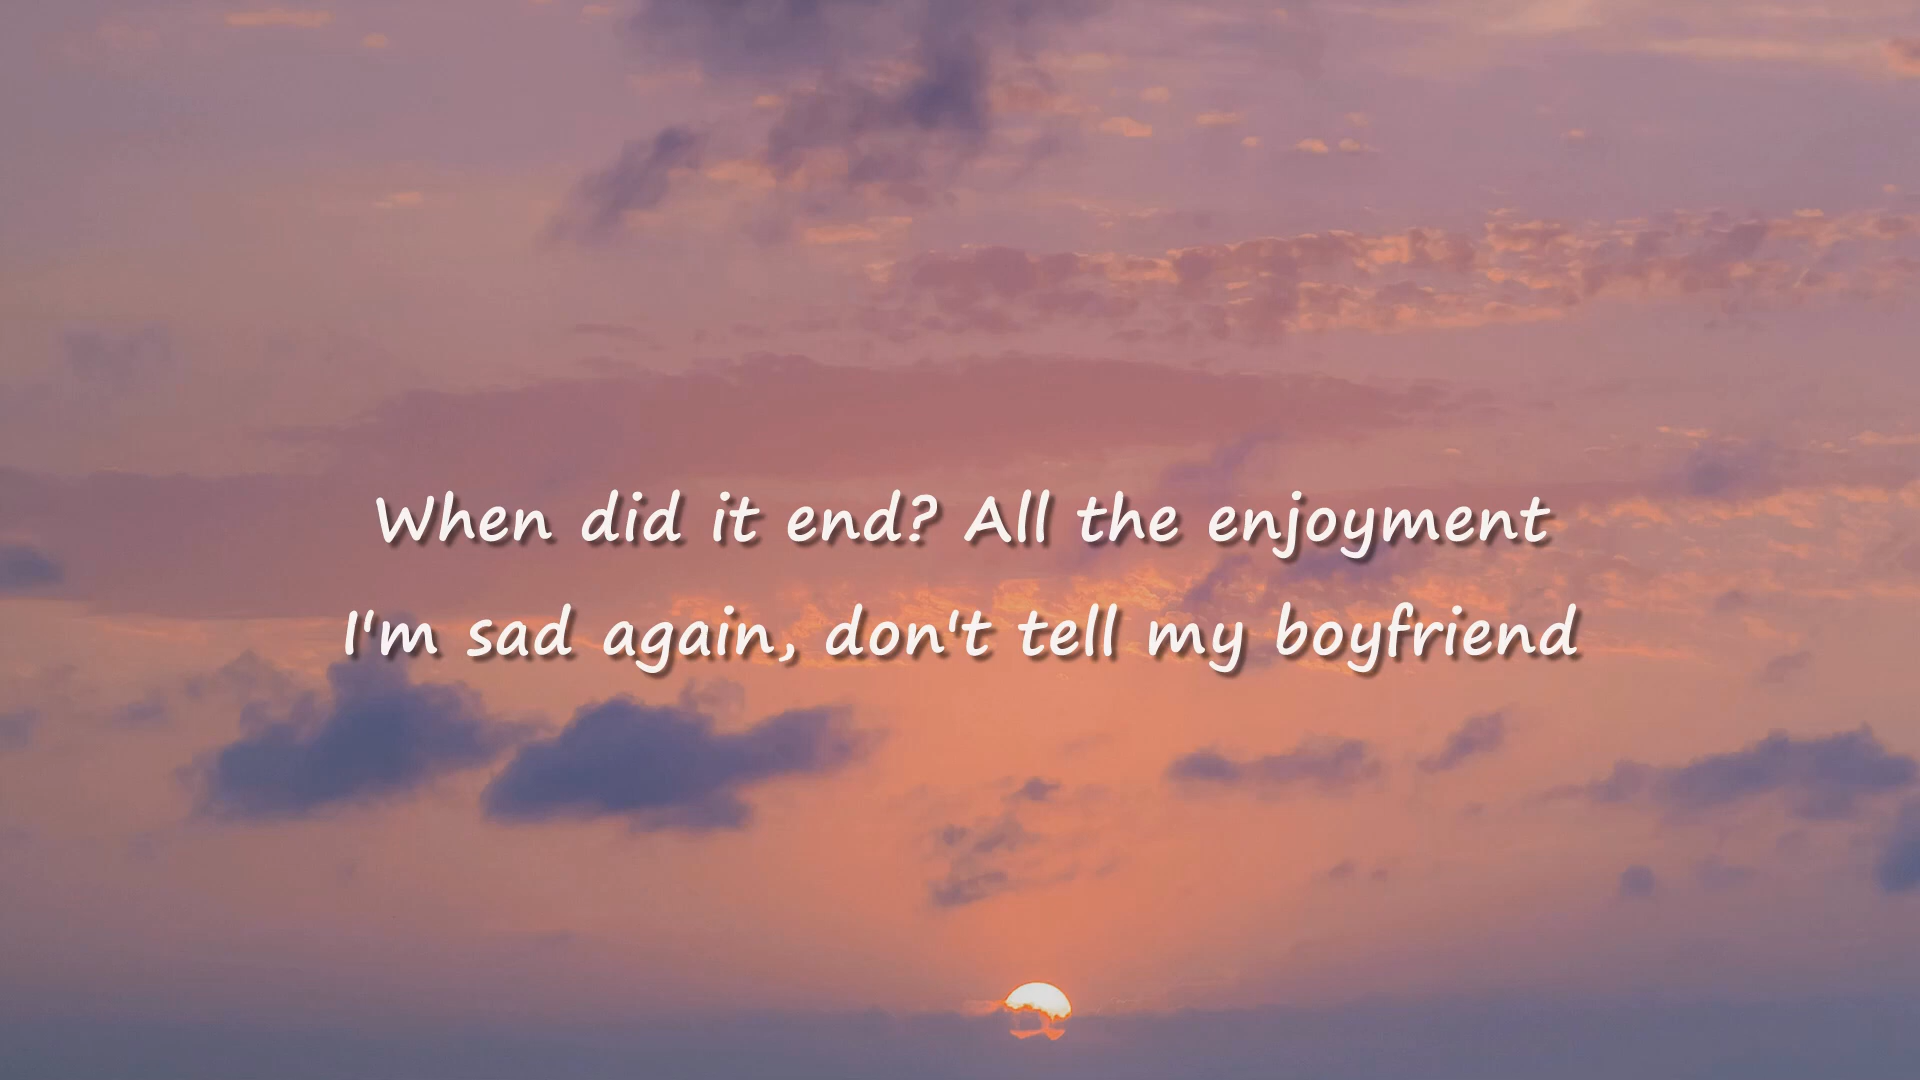 When did it end? All the enjoyment
I'm sad again, don't tell my boyfriend